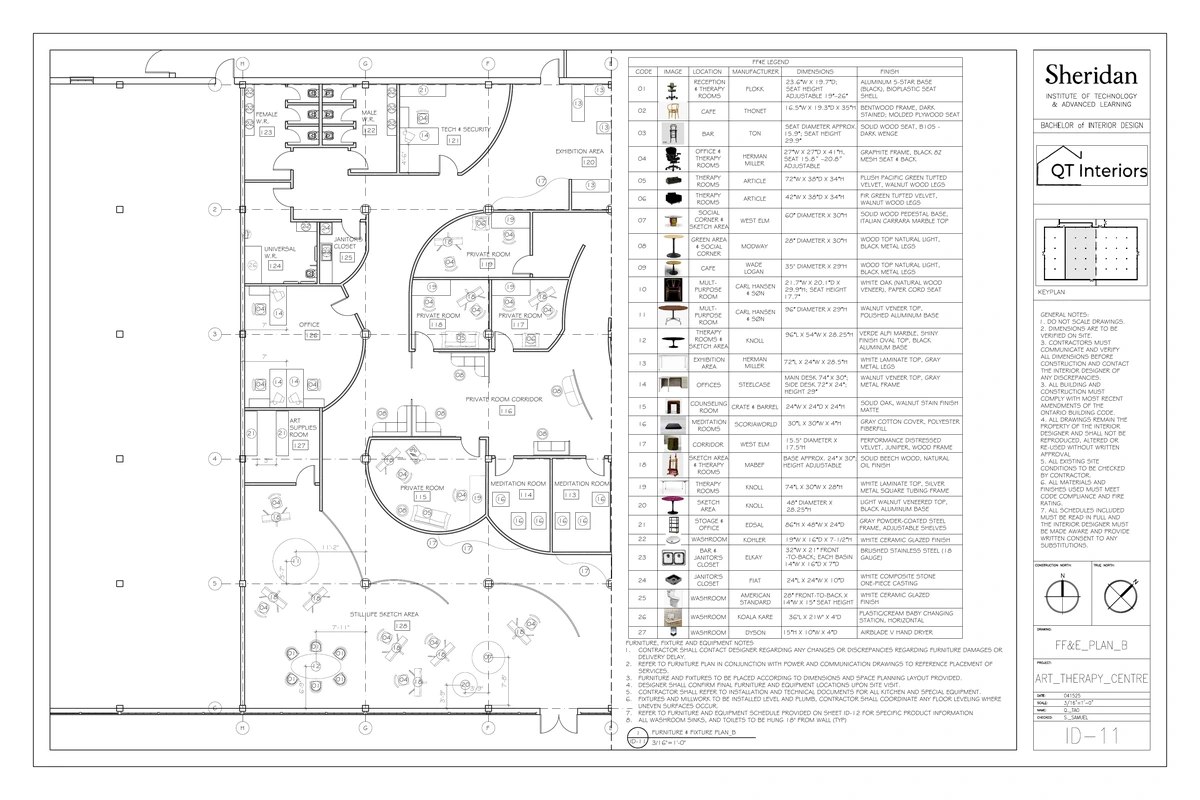 H
G
F
2
3
4
5
FEMALE
W.R.
123
MALE
W.R.
122
TECH & SECURITY
121
EXHIBITION AREA
120
UNIVERSAL
W.R.
124
JANITOR'S
CLOSET
125
PRIVATE ROOM
119
PRIVATE ROOM
118
PRIVATE ROOM
117
OFFICE
126
PRIVATE ROOM CORRIDOR
116
ART
SUPPLIES
ROOM
127
PRIVATE ROOM
115
MEDITATION ROOM
114
MEDITATION ROOM
113
11'-2"
STILL LIFE SKETCH AREA
128
7'-11"
H
G
F
FF&E LEGEND
CODE IMAGE LOCATION MANUFACTURER DIMENSIONS FINISH
01 RECEPTION & THERAPY ROOMS FLOKK 23.6"W X 19.7"D; SEAT HEIGHT ADJUSTABLE 19"-26" ALUMINUM 5-STAR BASE (BLACK), BIOPLASTIC SEAT SHELL
02 CAFE THONET 16.5"W X 19.3"D X 35"H BENTWOOD FRAME, DARK STAINED; MOLDED PLYWOOD SEAT
03 BAR TON SEAT DIAMETER APPROX. 15.9"; SEAT HEIGHT 29.9" SOLID WOOD SEAT, B105 - DARK WENGE
04 OFFICE & THERAPY ROOMS HERMAN MILLER 27"W X 27"D X 41"H, SEAT 15.8" -20.8" ADJUSTABLE GRAPHITE FRAME, BLACK 82 MESH SEAT & BACK
05 THERAPY ROOMS ARTICLE 72"W X 38"D X 34"H PLUSH PACIFIC GREEN TUFTED VELVET, WALNUT WOOD LEGS
06 THERAPY ROOMS ARTICLE 42"W X 38"D X 34"H FIR GREEN TUFTED VELVET, WALNUT WOOD LEGS
07 SOCIAL CORNER & SKETCH AREA WEST ELM 60" DIAMETER X 30"H SOLID WOOD PEDESTAL BASE, ITALIAN CARRARA MARBLE TOP
08 GREEN AREA & SOCIAL CORNER MODWAY 28" DIAMETER X 30"H WOOD TOP NATURAL LIGHT, BLACK METAL LEGS
09 CAFE WADE LOGAN 35" DIAMETER X 29"H WOOD TOP NATURAL LIGHT, BLACK METAL LEGS
10 MULT-PURPOSE ROOM CARL HANSEN & SØN 21.7"W X 20.1"D X 29.9"H, SEAT HEIGHT 17.7" WHITE OAK (NATURAL WOOD VENEER), PAPER CORD SEAT
11 MULT-PURPOSE ROOM CARL HANSEN & SØN 96" DIAMETER X 29"H WALNUT VENEER TOP, POLISHED ALUMINUM BASE
12 THERAPY ROOMS & SKETCH AREA KNOLL 96"L X 54"W X 28.25"H VERDE ALPI MARBLE, SHINY FINISH OVAL TOP, BLACK ALUMINUM BASE
13 EXHIBITION AREA HERMAN MILLER 72"L X 24"W X 28.5"H WHITE LAMINATE TOP, GRAY METAL LEGS
14 OFFICES STEELCASE MAIN DESK 74"X 30"; SIDE DESK 72"X 24"; HEIGHT 29" WALNUT VENEER TOP, GRAY METAL FRAME
15 COUNSELING ROOM CRATE & BARREL 24"W X 24"D X 24"H SOLID OAK, WALNUT STAIN FINISH MATTE
16 MEDITATION ROOMS SCORIAWORLD 30"L X 30"W X 4"H GRAY COTTON COVER, POLYESTER FIBERFILL
17 CORRIDOR WEST ELM 15.5" DIAMETER X 17.5"H PERFORMANCE DISTRESSED VELVET, JUNIPER, WOOD FRAME
18 SKETCH AREA & THERAPY ROOMS MABEF BASE APPROX. 24"X 30", HEIGHT ADJUSTABLE SOLID BEECH WOOD, NATURAL OIL FINISH
19 THERAPY ROOMS KNOLL 74"L X 30"W X 28"H WHITE LAMINATE TOP, SILVER METAL SQUARE TUBING FRAME
20 SKETCH AREA KNOLL 48" DIAMETER X 28.25"H LIGHT WALNUT VENEERED TOP, BLACK ALUMINUM BASE
21 STOAGE & OFFICE EDSAL 86"H X 48"W X 24"D GRAY POWDER-COATED STEEL FRAME, ADJUSTABLE SHELVES
22 WASHROOM KOHLER 19"W X 16"D X 7-1/2"H WHITE CERAMIC GLAZED FINISH
23 BAR & JANITOR'S CLOSET ELKAY 32"W X 21" FRONT -TO-BACK; EACH BASIN 14"W X 16"D X 7"D BRUSHED STAINLESS STEEL (18 GAUGE)
24 JANITOR'S CLOSET FIAT 24"L X 24"W X 10"D WHITE COMPOSITE STONE ONE-PIECE CASTING
25 WASHROOM AMERICAN STANDARD 28" FRONT-TO-BACK X 14"W X 15" SEAT HEIGHT WHITE CERAMIC GLAZED FINISH
26 WASHROOM KOALA KARE 36"L X 21"W X 4"D PLASTIC/CREAM BABY CHANGING STATION, HORIZONTAL
27 WASHROOM DYSON 15"H X 10"W X 4"D AIRBLADE V HAND DRYER
FURNITURE, FIXTURE AND EQUIPMENT NOTES
1. CONTRACTOR SHALL CONTACT DESIGNER REGARDING ANY CHANGES OR DISCREPANCIES REGARDING FURNITURE DAMAGES OR
DELIVERY DELAY.
2. REFER TO FURNITURE PLAN IN CONJUNCTION WITH POWER AND COMMUNICATION DRAWINGS TO REFERENCE PLACEMENT OF
SERVICES.
3. FURNITURE AND FIXTURES TO BE PLACED ACCORDING TO DIMENSIONS AND SPACE PLANNING LAYOUT PROVIDED.
4. DESIGNER SHALL CONFIRM FINAL FURNITURE AND EQUIPMENT LOCATIONS UPON SITE VISIT.
5. CONTRACTOR SHALL REFER TO INSTALLATION AND TECHNICAL DOCUMENTS FOR ALL KITCHEN AND SPECIAL EQUIPMENT.
6. FIXTURES AND MILLWORK TO BE INSTALLED LEVEL AND PLUMB, CONTRACTOR SHALL COORDINATE ANY FLOOR LEVELING WHERE
UNEVEN SURFACES OCCUR.
7. REFER TO FURNITURE AND EQUIPMENT SCHEDULE PROVIDED ON SHEET ID-12 FOR SPECIFIC PRODUCT INFORMATION
8. ALL WASHROOM SINKS, AND TOILETS TO BE HUNG 18" FROM WALL (TYP)
1
ID-11
FURNITURE & FIXTURE PLAN_B
3/16"=1'-0"
Sheridan
INSTITUTE OF TECHNOLOGY
& ADVANCED LEARNING
BACHELOR of INTERIOR DESIGN
QT Interiors
KEYPLAN
GENERAL NOTES:
1. DO NOT SCALE DRAWINGS.
2. DIMENSIONS ARE TO BE
VERIFIED ON SITE.
3. CONTRACTORS MUST
COMMUNICATE AND VERIFY
ALL DIMENSIONS BEFORE
CONSTRUCTION AND CONTACT
THE INTERIOR DESIGNER OF
ANY DISCREPANCIES.
3. ALL BUILDING AND
CONSTRUCTION MUST
COMPLY WITH MOST RECENT
AMENDMENTS OF THE
ONTARIO BUILDING CODE.
4. ALL DRAWINGS REMAIN THE
PROPERTY OF THE INTERIOR
DESIGNER AND SHALL NOT BE
REPRODUCED, ALTERED OR
RE-USED WITHOUT WRITTEN
APPROVAL
5. ALL EXISTING SITE
CONDITIONS TO BE CHECKED
BY CONTRACTOR.
6. ALL MATERIALS AND
FINISHES USED MUST MEET
CODE COMPLIANCE AND FIRE
RATING.
7. ALL SCHEDULES INCLUDED
MUST BE READ IN FULL AND
THE INTERIOR DESIGNER MUST
BE MADE AWARE AND PROVIDE
WRITTEN CONSENT TO ANY
SUBSTITUTIONS.
CONSTRUCTION NORTH:
TRUE NORTH:
N
N
DRAWING:
FF&E_PLAN_B
PROJECT:
ART_THERAPY_CENTRE
DATE: 041525
SCALE: 3/16"=1'-0"
NAME: Q._TAO
CHECKED: S._SAMUEL
ID-11